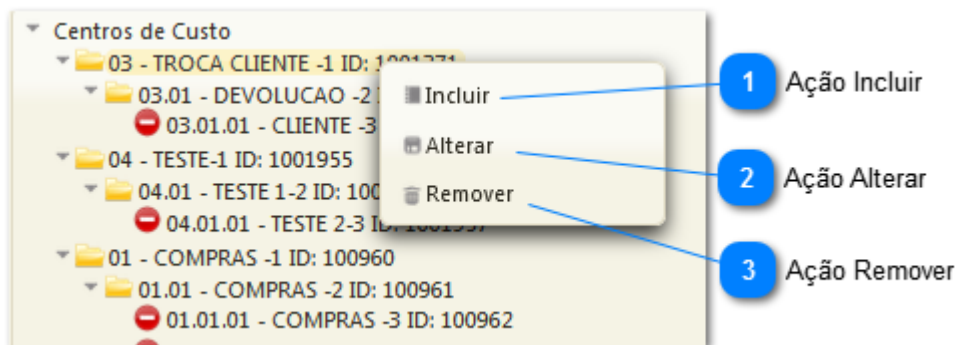 Centros de Custo
03 - TROCA CLIENTE -1 ID: 1001371
03.01 - DEVOLUCAO -2
03.01.01 - CLIENTE -3
04 - TESTE-1 ID: 1001955
04.01 - TESTE 1-2 ID: 100
04.01.01 - TESTE 2-3 ID: 1001957
01 - COMPRAS -1 ID: 100960
01.01 - COMPRAS -2 ID: 100961
01.01.01 - COMPRAS -3 ID: 100962
Incluir
Alterar
Remover
1 Ação Incluir
2 Ação Alterar
3 Ação Remover